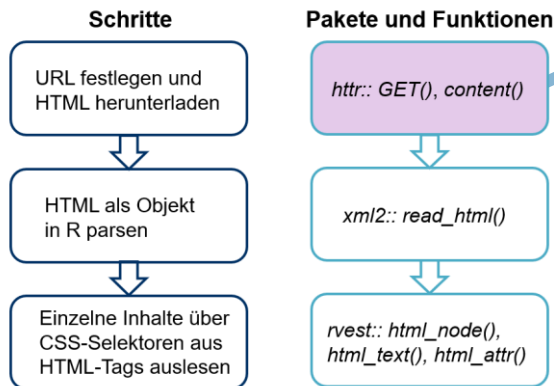 Schritte
URL festlegen und
HTML herunterladen
HTML als Objekt
in R parsen
Einzelne Inhalte über
CSS-Selektoren aus
HTML-Tags auslesen
Pakete und Funktionen
httr:: GET(), content()
xml2:: read_html()
rvest:: html_node(),
html_text(), html_attr()